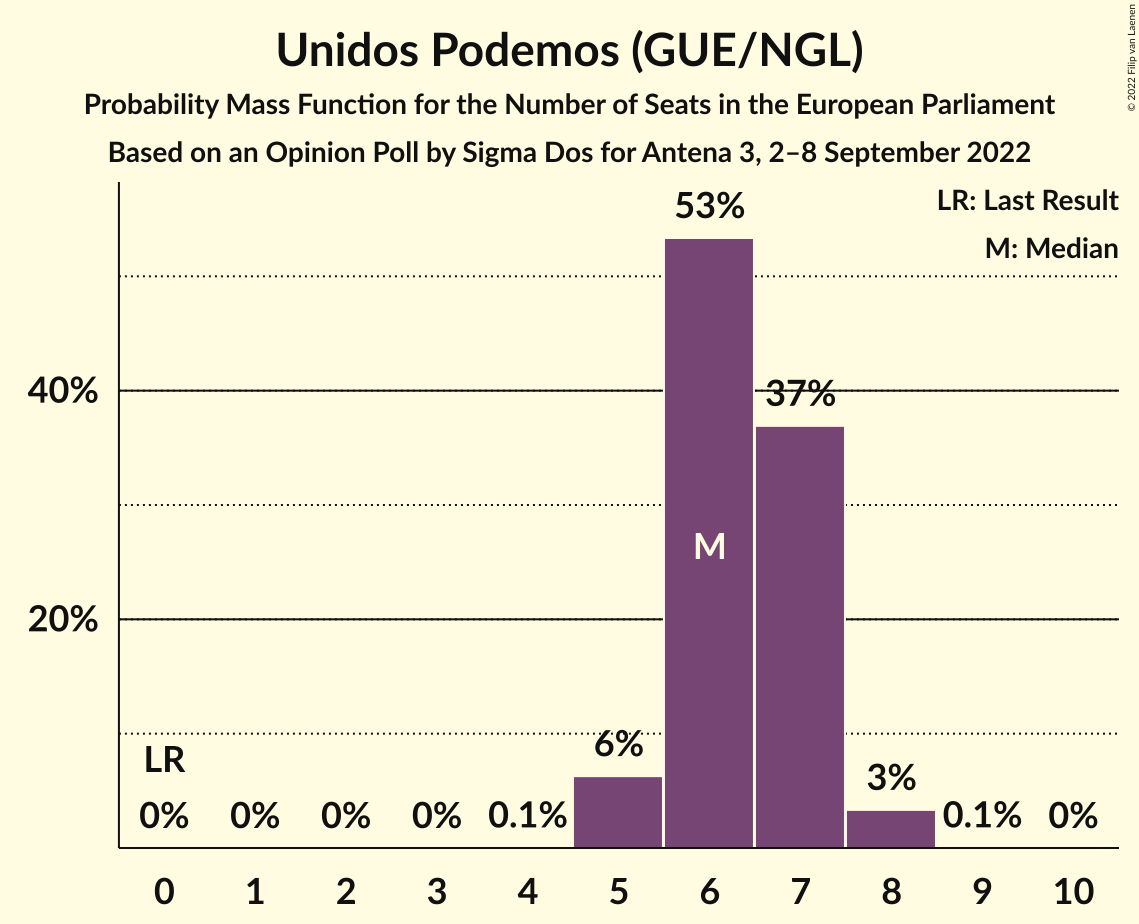 Unidos Podemos (GUE/NGL)
Probability Mass Function for the Number of Seats in the European Parliament
Based on an Opinion Poll by Sigma Dos for Antena 3, 2–8 September 2022
© 2022 Filip van Laenen
LR: Last Result
M: Median
53%
40%
37%
M
20%
6%
LR
3%
0% 0% 0% 0% 0.1% 0.1% 0%
0 1 2 3 4 5 6 7 8 9 10